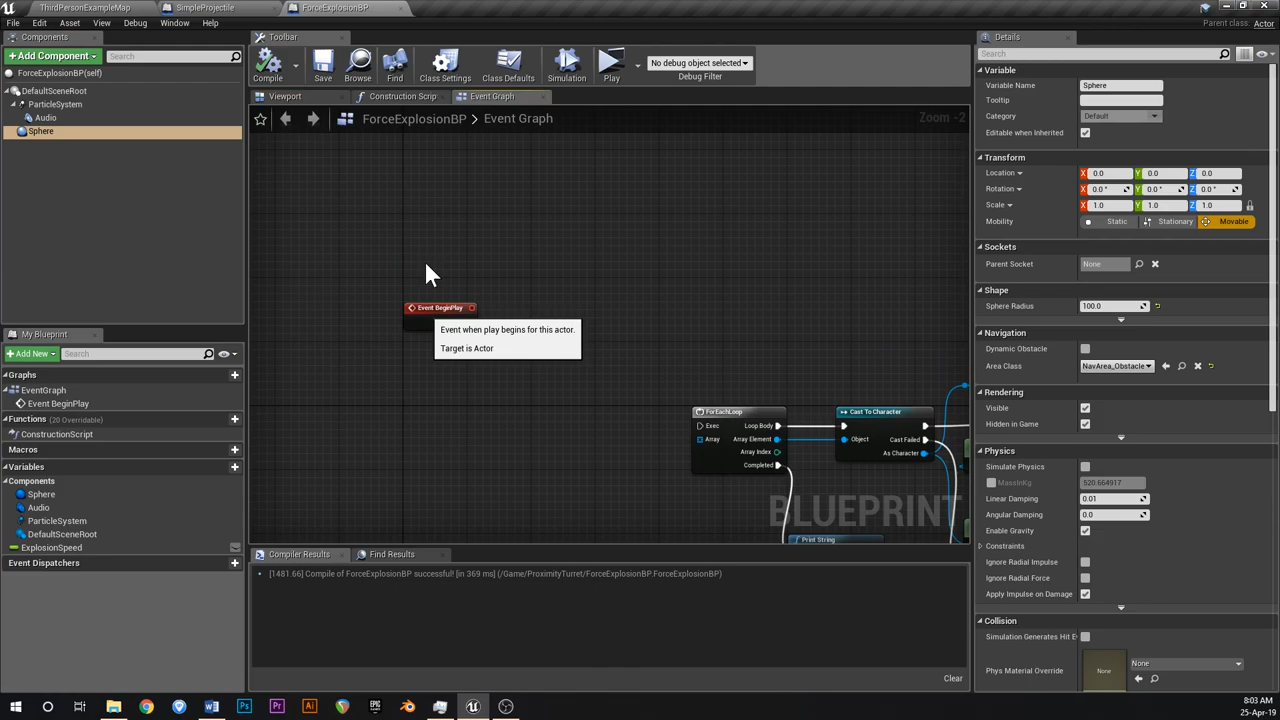 ThirdPersonExampleMap
SimpleProjectile
ForceExplosionBP
File Edit Asset View Debug Window Help
Parent class: Actor
Components
+Add Component
Search
ForceExplosionBP(self)
DefaultSceneRoot
ParticleSystem
Audio
Sphere
Toolbar
Compile
Save
Browse
Find
Class Settings
Class Defaults
Simulation
Play
No debug object selected
Debug Filter
Viewport
Construction Scrip
Event Graph
ForceExplosionBP > Event Graph
Zoom -2
Event BeginPlay
Event when play begins for this actor.
Target is Actor
ForEachLoop
Exec Loop Body
Array Array Element
Array Index
Completed
Cast To Character
Object Cast Failed
As Character
BLUEPRINT
Print String
My Blueprint
+Add New
Search
Graphs
EventGraph
Event BeginPlay
Functions (20 Overridable)
ConstructionScript
Macros
Variables
Components
Sphere
Audio
ParticleSystem
DefaultSceneRoot
ExplosionSpeed
Event Dispatchers
Compiler Results
Find Results
[1481.66] Compile of ForceExplosionBP successful! [in 369 ms] (/Game/ProximityTurret/ForceExplosionBP.ForceExplosionBP)
Clear
Details
Search
Variable
Variable Name Sphere
Tooltip
Category Default
Editable when Inherited
Transform
Location X 0.0 Y 0.0 Z 0.0
Rotation X 0.0 ° Y 0.0 ° Z 0.0 °
Scale X 1.0 Y 1.0 Z 1.0
Mobility Static Stationary Movable
Sockets
Parent Socket None
Shape
Sphere Radius 100.0
Navigation
Dynamic Obstacle
Area Class NavArea_Obstacle
Rendering
Visible
Hidden in Game
Physics
Simulate Physics
MassInKg 520.664917
Linear Damping 0.01
Angular Damping 0.0
Enable Gravity
Constraints
Ignore Radial Impulse
Ignore Radial Force
Apply Impulse on Damage
Collision
Simulation Generates Hit E
Phys Material Override None None
8:03 AM
25-Apr-19